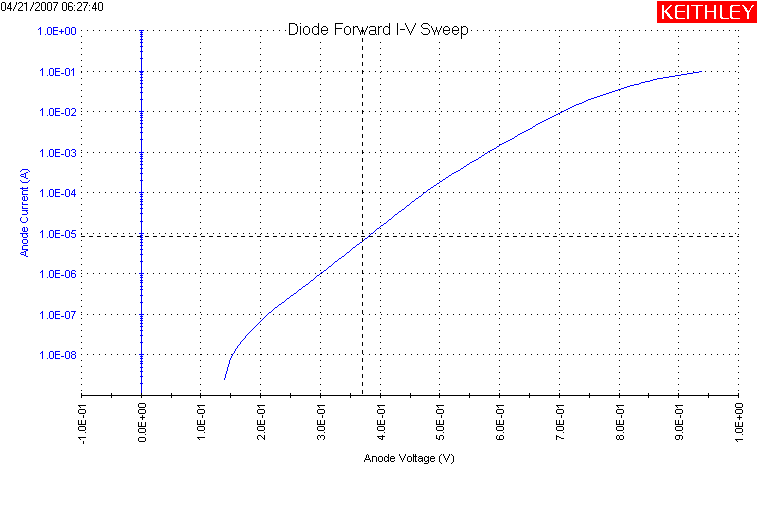 04/21/2007 06:27:40
KEITHLEY
Diode Forward I-V Sweep
1.0E+00
1.0E-01
1.0E-02
1.0E-03
1.0E-04
1.0E-05
1.0E-06
1.0E-07
1.0E-08
Anode Current (A)
-1.0E-01
0.0E+00
1.0E-01
2.0E-01
3.0E-01
4.0E-01
5.0E-01
6.0E-01
7.0E-01
8.0E-01
9.0E-01
1.0E+00
Anode Voltage (V)